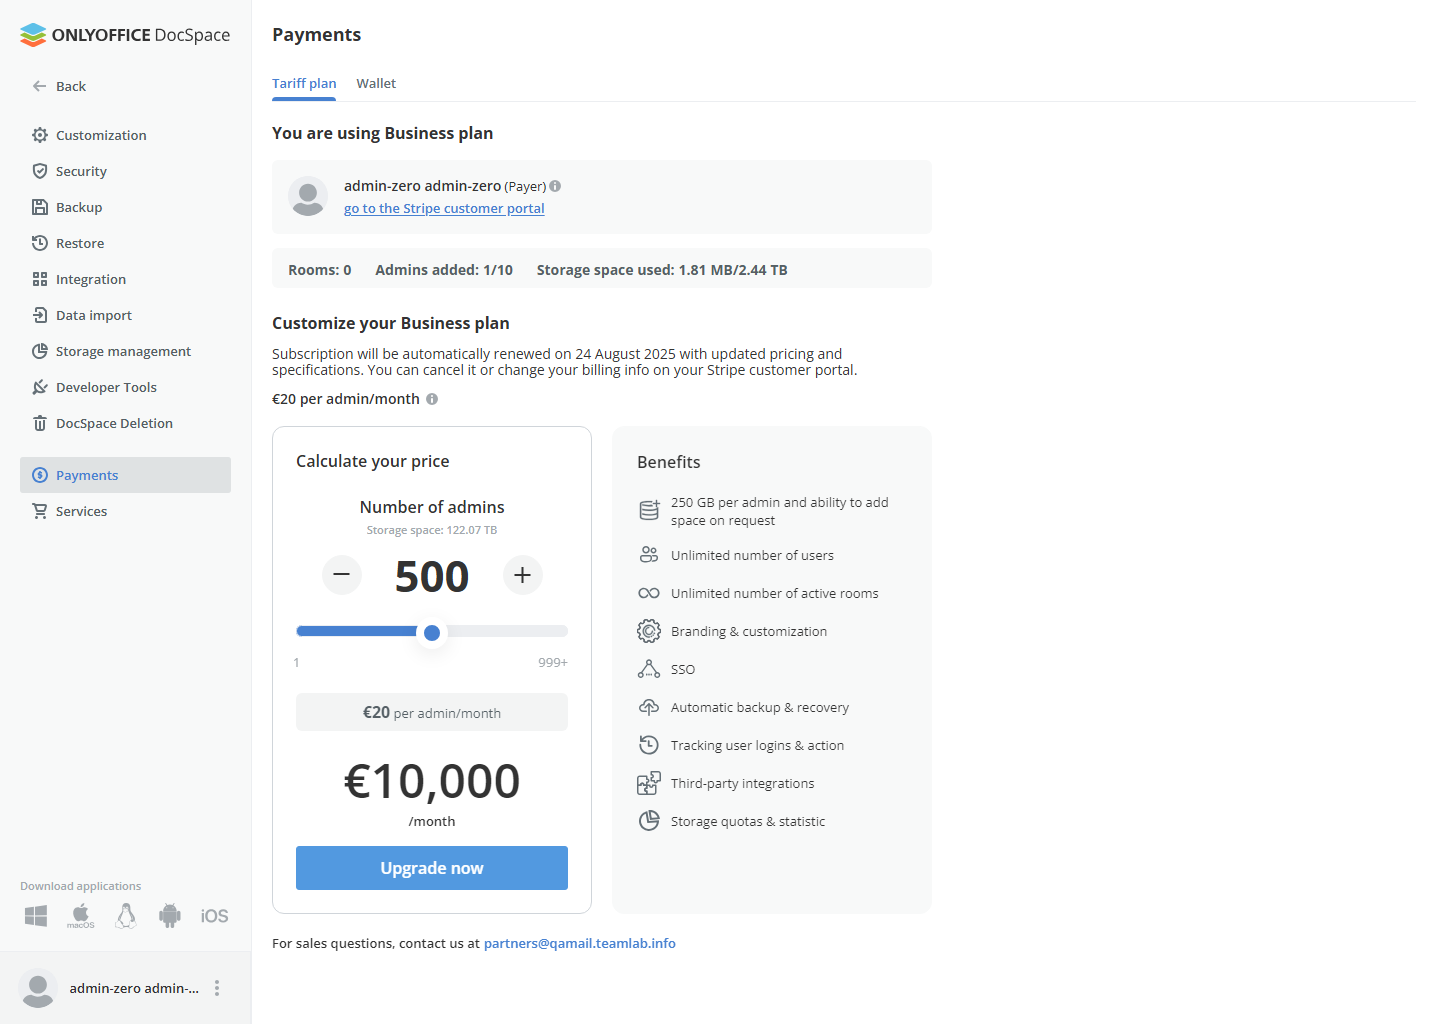 ONLYOFFICE DocSpace
Back
Customization
Security
Backup
Restore
Integration
Data import
Storage management
Developer Tools
DocSpace Deletion
Payments
Services
Download applications
macOS
iOS
admin-zero admin-...
Payments
Tariff plan
Wallet
You are using Business plan
admin-zero admin-zero (Payer)
go to the Stripe customer portal
Rooms: 0 Admins added: 1/10 Storage space used: 1.81 MB/2.44 TB
Customize your Business plan
Subscription will be automatically renewed on 24 August 2025 with updated pricing and
specifications. You can cancel it or change your billing info on your Stripe customer portal.
€20 per admin/month
Calculate your price
Number of admins
Storage space: 122.07 TB
500
1 999+
€20 per admin/month
€10,000
/month
Upgrade now
Benefits
250 GB per admin and ability to add
space on request
Unlimited number of users
Unlimited number of active rooms
Branding & customization
SSO
Automatic backup & recovery
Tracking user logins & action
Third-party integrations
Storage quotas & statistic
For sales questions, contact us at partners@qamail.teamlab.info